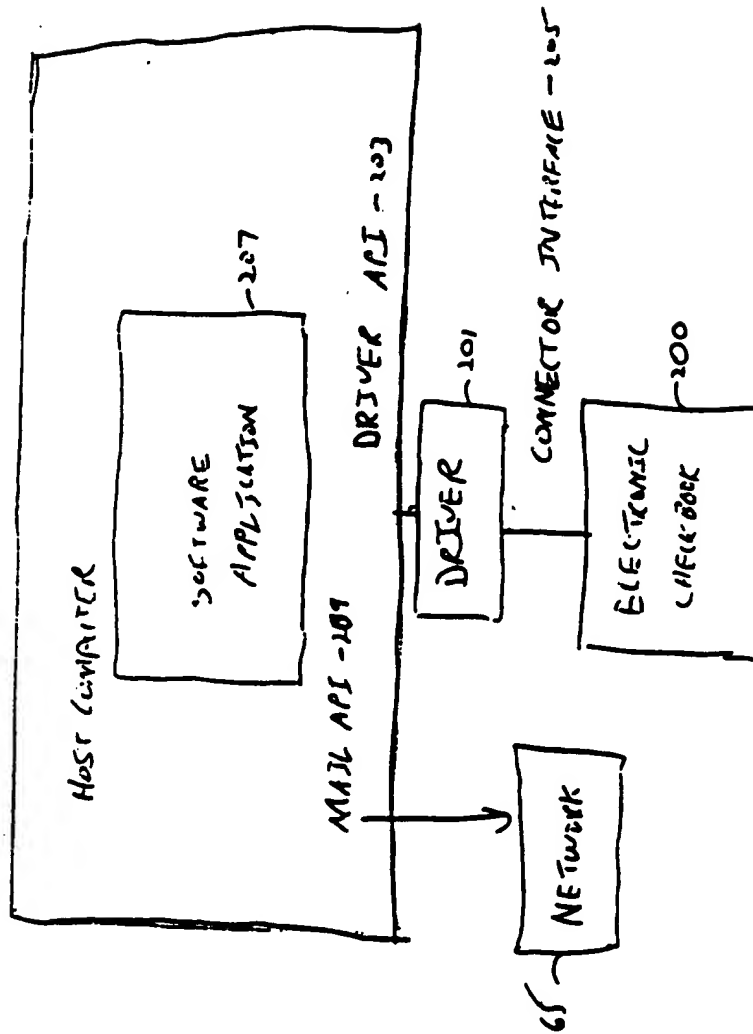 HOST COMPUTER
SOFTWARE
APPLICATION
207
MAIL API - 209
DRIVER API - 203
DRIVER
201
CONNECTOR INTERFACE - 205
NETWORK
65
ELECTRONIC
CHECKBOOK
200